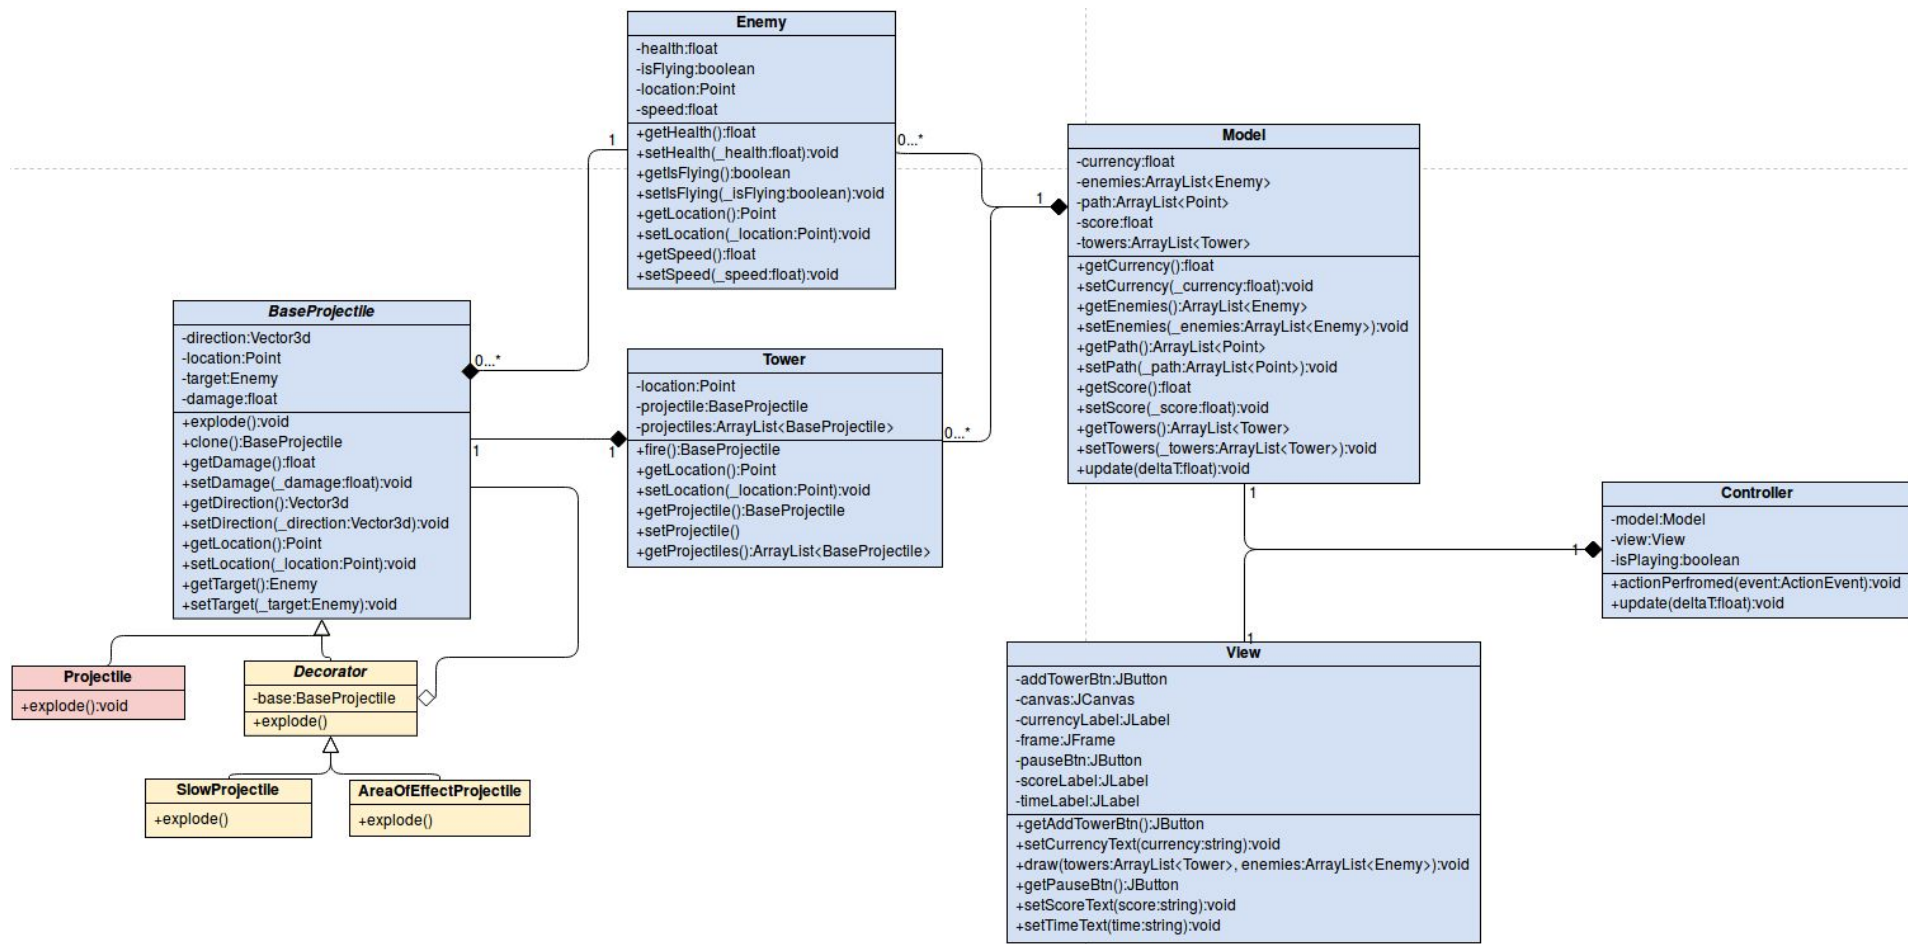 Enemy
-health:float
-isFlying:boolean
-location:Point
-speed:float
+getHealth():float
+setHealth(_health:float):void
+getIsFlying():boolean
+setIsFlying(_isFlying:boolean):void
+getLocation():Point
+setLocation(_location:Point):void
+getSpeed():float
+setSpeed(_speed:float):void
1
0...*
Model
-currency:float
-enemies:ArrayList<Enemy>
-path:ArrayList<Point>
-score:float
-towers:ArrayList<Tower>
+getCurrency():float
+setCurrency(_currency:float):void
+getEnemies():ArrayList<Enemy>
+setEnemies(_enemies:ArrayList<Enemy>):void
+getPath():ArrayList<Point>
+setPath(_path:ArrayList<Point>):void
+getScore():float
+setScore(_score:float):void
+getTowers():ArrayList<Tower>
+setTowers(_towers:ArrayList<Tower>):void
+update(deltaT:float):void
1
1
BaseProjectile
-direction:Vector3d
-location:Point
-target:Enemy
-damage:float
+explode():void
+clone():BaseProjectile
+getDamage():float
+setDamage(_damage:float):void
+getDirection():Vector3d
+setDirection(_direction:Vector3d):void
+getLocation():Point
+setLocation(_location:Point):void
+getTarget():Enemy
+setTarget(_target:Enemy):void
0...*
1
1
Tower
-location:Point
-projectile:BaseProjectile
-projectiles:ArrayList<BaseProjectile>
+fire():BaseProjectile
+getLocation():Point
+setLocation(_location:Point):void
+getProjectile():BaseProjectile
+setProjectile()
+getProjectiles():ArrayList<BaseProjectile>
0...*
Controller
-model:Model
-view:View
-isPlaying:boolean
+actionPerfromed(event:ActionEvent):void
+update(deltaT:float):void
1
Projectile
+explode():void
Decorator
-base:BaseProjectile
+explode()
SlowProjectile
+explode()
AreaOfEffectProjectile
+explode()
1
View
-addTowerBtn:JButton
-canvas:JCanvas
-currencyLabel:JLabel
-frame:JFrame
-pauseBtn:JButton
-scoreLabel:JLabel
-timeLabel:JLabel
+getAddTowerBtn():JButton
+setCurrencyText(currency:string):void
+draw(towers:ArrayList<Tower>, enemies:ArrayList<Enemy>):void
+getPauseBtn():JButton
+setScoreText(score:string):void
+setTimeText(time:string):void